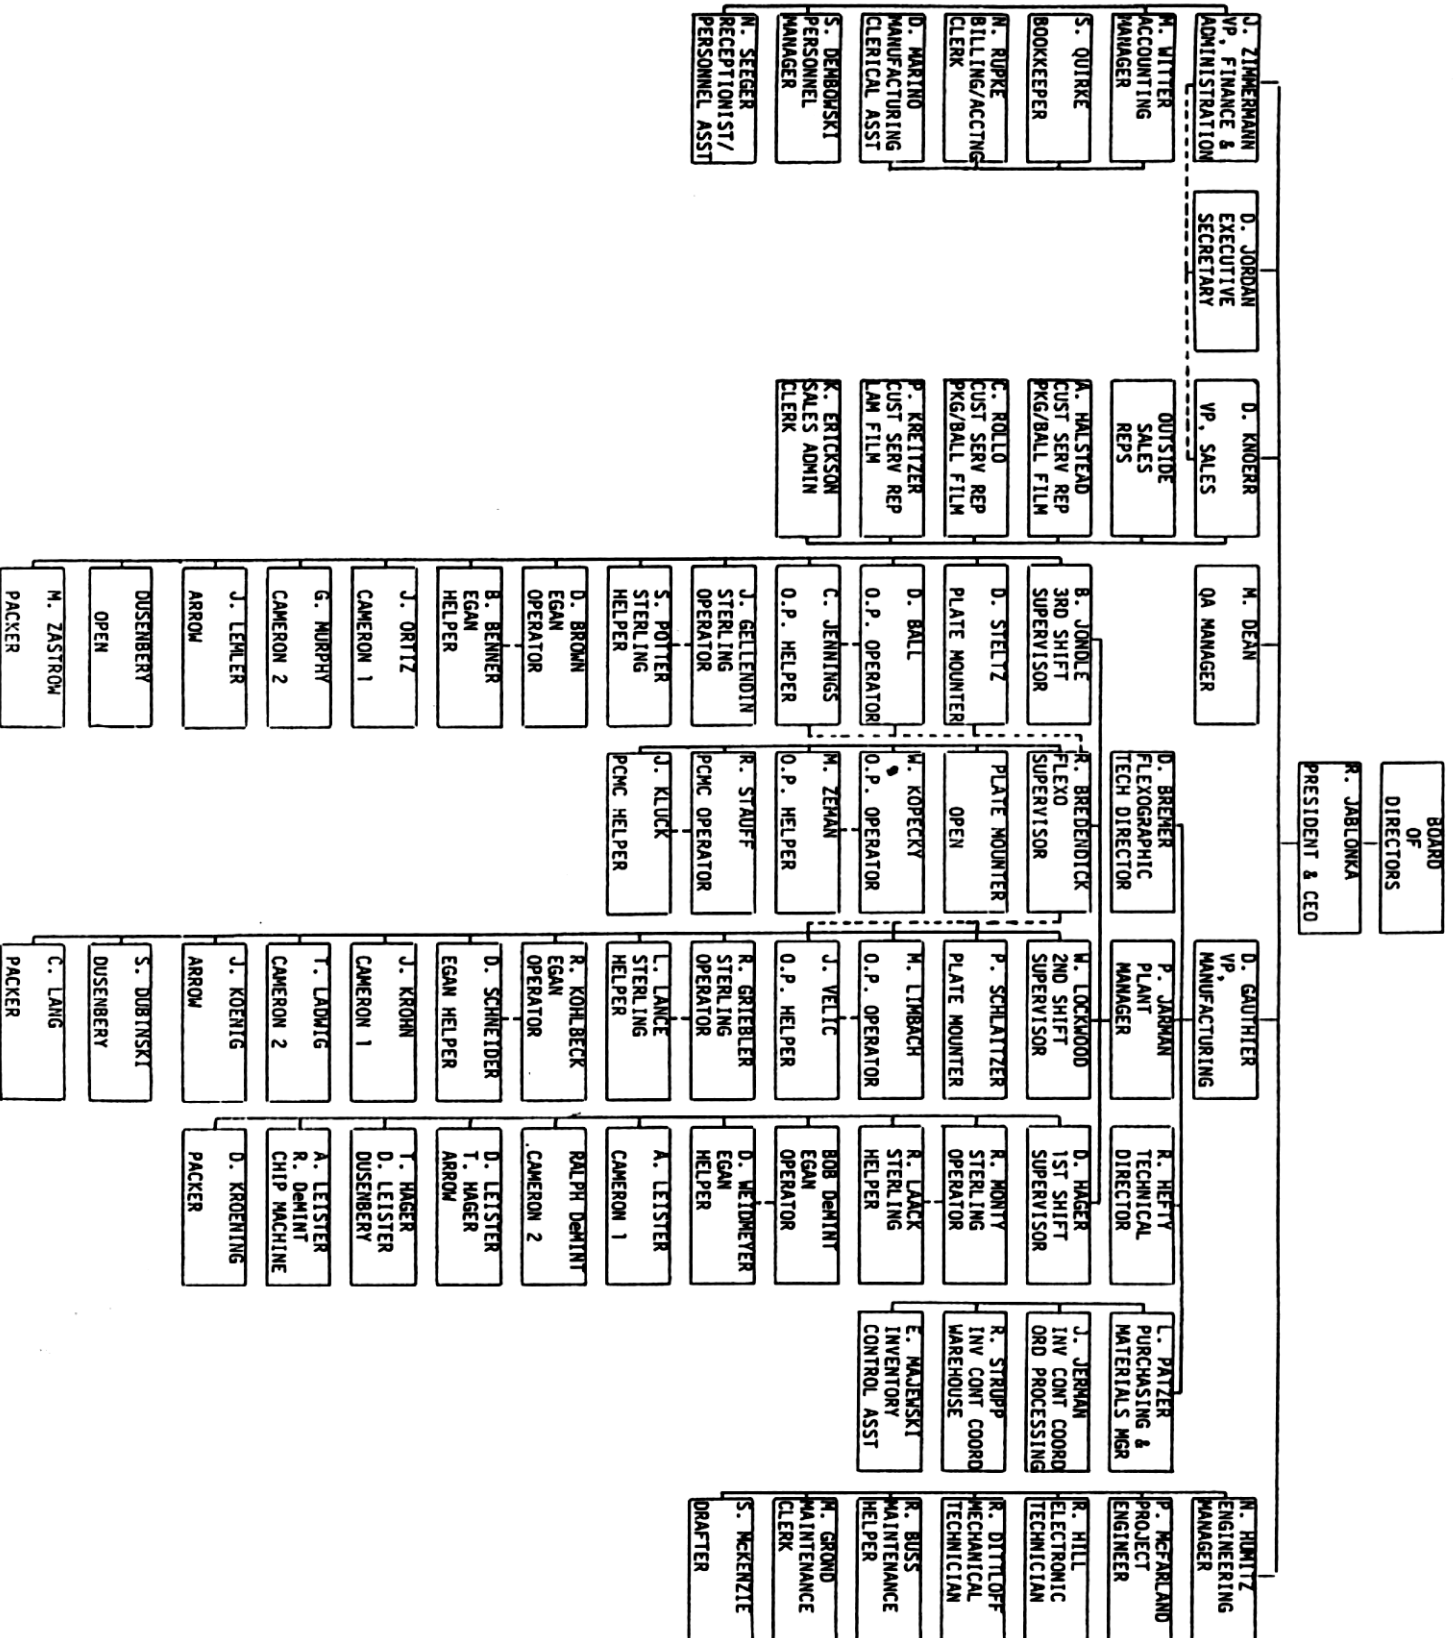 BOARD
OF
DIRECTORS
R. JABLONKA
PRESIDENT & CEO
J. ZIMMERMANN
VP, FINANCE &
ADMINISTRATION
D. JORDAN
EXECUTIVE
SECRETARY
D. KNOERR
VP, SALES
M. DEAN
QA MANAGER
D. GAUTHIER
VP,
MANUFACTURING
N. HUMITZ
ENGINEERING
MANAGER
M. WITTER
ACCOUNTING
MANAGER
S. QUIRKE
BOOKKEEPER
N. RUPKE
BILLING/ACCTNG
CLERK
D. MARINO
MANUFACTURING
CLERICAL ASST
S. DEMBOWSKI
PERSONNEL
MANAGER
N. SEEGER
RECEPTIONIST/
PERSONNEL ASST
OUTSIDE
SALES
REPS
A. HALSTEAD
CUST SERV REP
PKG/BALL FILM
C. ROLLO
CUST SERV REP
PKG/BALL FILM
P. KREITZER
CUST SERV REP
LAM FILM
K. ERICKSON
SALES ADMIN
CLERK
D. BREMER
FLEXOGRAPHIC
TECH DIRECTOR
P. JARMAN
PLANT
MANAGER
R. HEFTY
TECHNICAL
DIRECTOR
L. PATZER
PURCHASING &
MATERIALS MGR
B. JONDLE
3RD SHIFT
SUPERVISOR
D. STELTZ
PLATE MOUNTER
D. BALL
O.P. OPERATOR
C. JENNINGS
O.P. HELPER
J. GELLENDIN
STERLING
OPERATOR
S. POTTER
STERLING
HELPER
D. BROWN
EGAN
OPERATOR
B. BENNER
EGAN
HELPER
J. ORTIZ
CAMERON 1
G. MURPHY
CAMERON 2
J. LEMLER
ARROW
DUSENBERY
OPEN
M. ZASTROW
PACKER
R. BREDENDICK
FLEXO
SUPERVISOR
PLATE MOUNTER
OPEN
W. KOPECKY
O.P. OPERATOR
M. ZEMAN
O.P. HELPER
R. STAUFF
PCMC OPERATOR
J. KLUCK
PCMC HELPER
W. LOCKWOOD
2ND SHIFT
SUPERVISOR
P. SCHLAITZER
PLATE MOUNTER
M. LIMBACH
O.P. OPERATOR
J. VELIC
O.P. HELPER
R. GRIEBLER
STERLING
OPERATOR
L. LANCE
STERLING
HELPER
R. KOHLBECK
EGAN
OPERATOR
D. SCHNEIDER
EGAN HELPER
J. KROHN
CAMERON 1
T. LADWIG
CAMERON 2
J. KOENIG
ARROW
S. DUBINSKI
DUSENBERY
C. LANG
PACKER
D. HAGER
1ST SHIFT
SUPERVISOR
R. MONTY
STERLING
OPERATOR
R. LAACK
STERLING
HELPER
BOB DeMINT
EGAN
OPERATOR
D. WEIDMEYER
EGAN
HELPER
A. LEISTER
CAMERON 1
RALPH DeMINT
CAMERON 2
D. LEISTER
T. HAGER
ARROW
T. HAGER
D. LEISTER
DUSENBERY
A. LEISTER
R. DeMINT
CHIP MACHINE
D. KROENING
PACKER
J. JERMAN
INV CONT COORD
ORD PROCESSING
R. STRUPP
INV CONT COORD
WAREHOUSE
E. MAJEWSKI
INVENTORY
CONTROL ASST
P. McFARLAND
PROJECT
ENGINEER
R. HILL
ELECTRONIC
TECHNICIAN
R. DITTLOFF
MECHANICAL
TECHNICIAN
R. BUSS
MAINTENANCE
HELPER
M. GROND
MAINTENANCE
CLERK
S. McKENZIE
DRAFTER